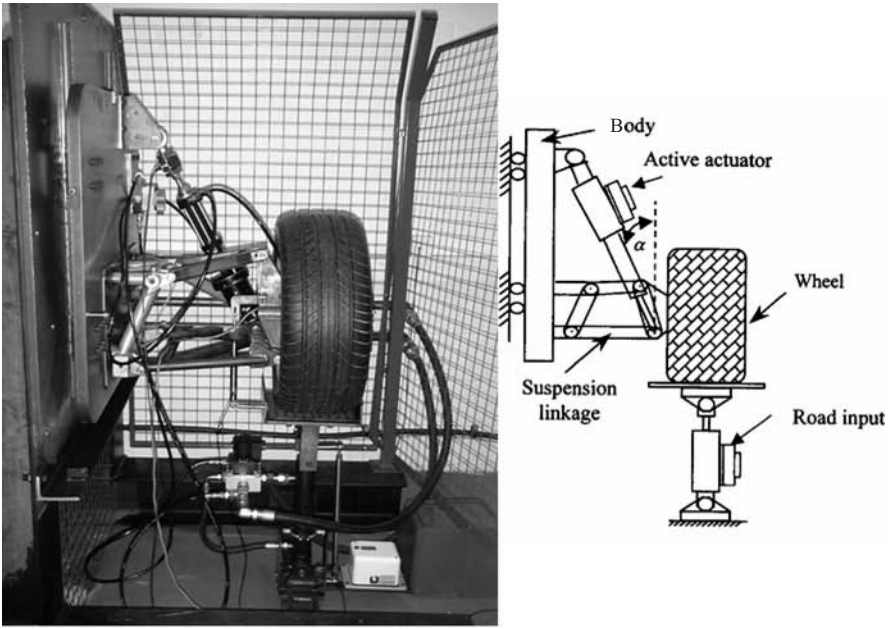 Body
Active actuator
α
Wheel
Suspension
linkage
Road input